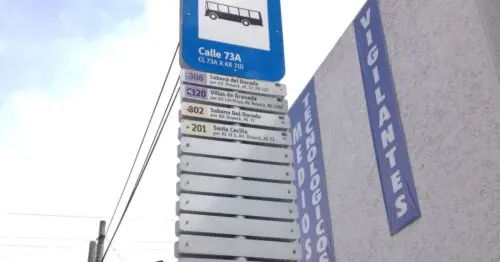 Calle 73A
CL 73A X KR 71D
306
Sabana del Dorado
C120
Villas de Granada
802
Sabana Del Dorado
201
Santa Cecilia
MEDIOS
TECNOLOGICOS
VIGILANTES